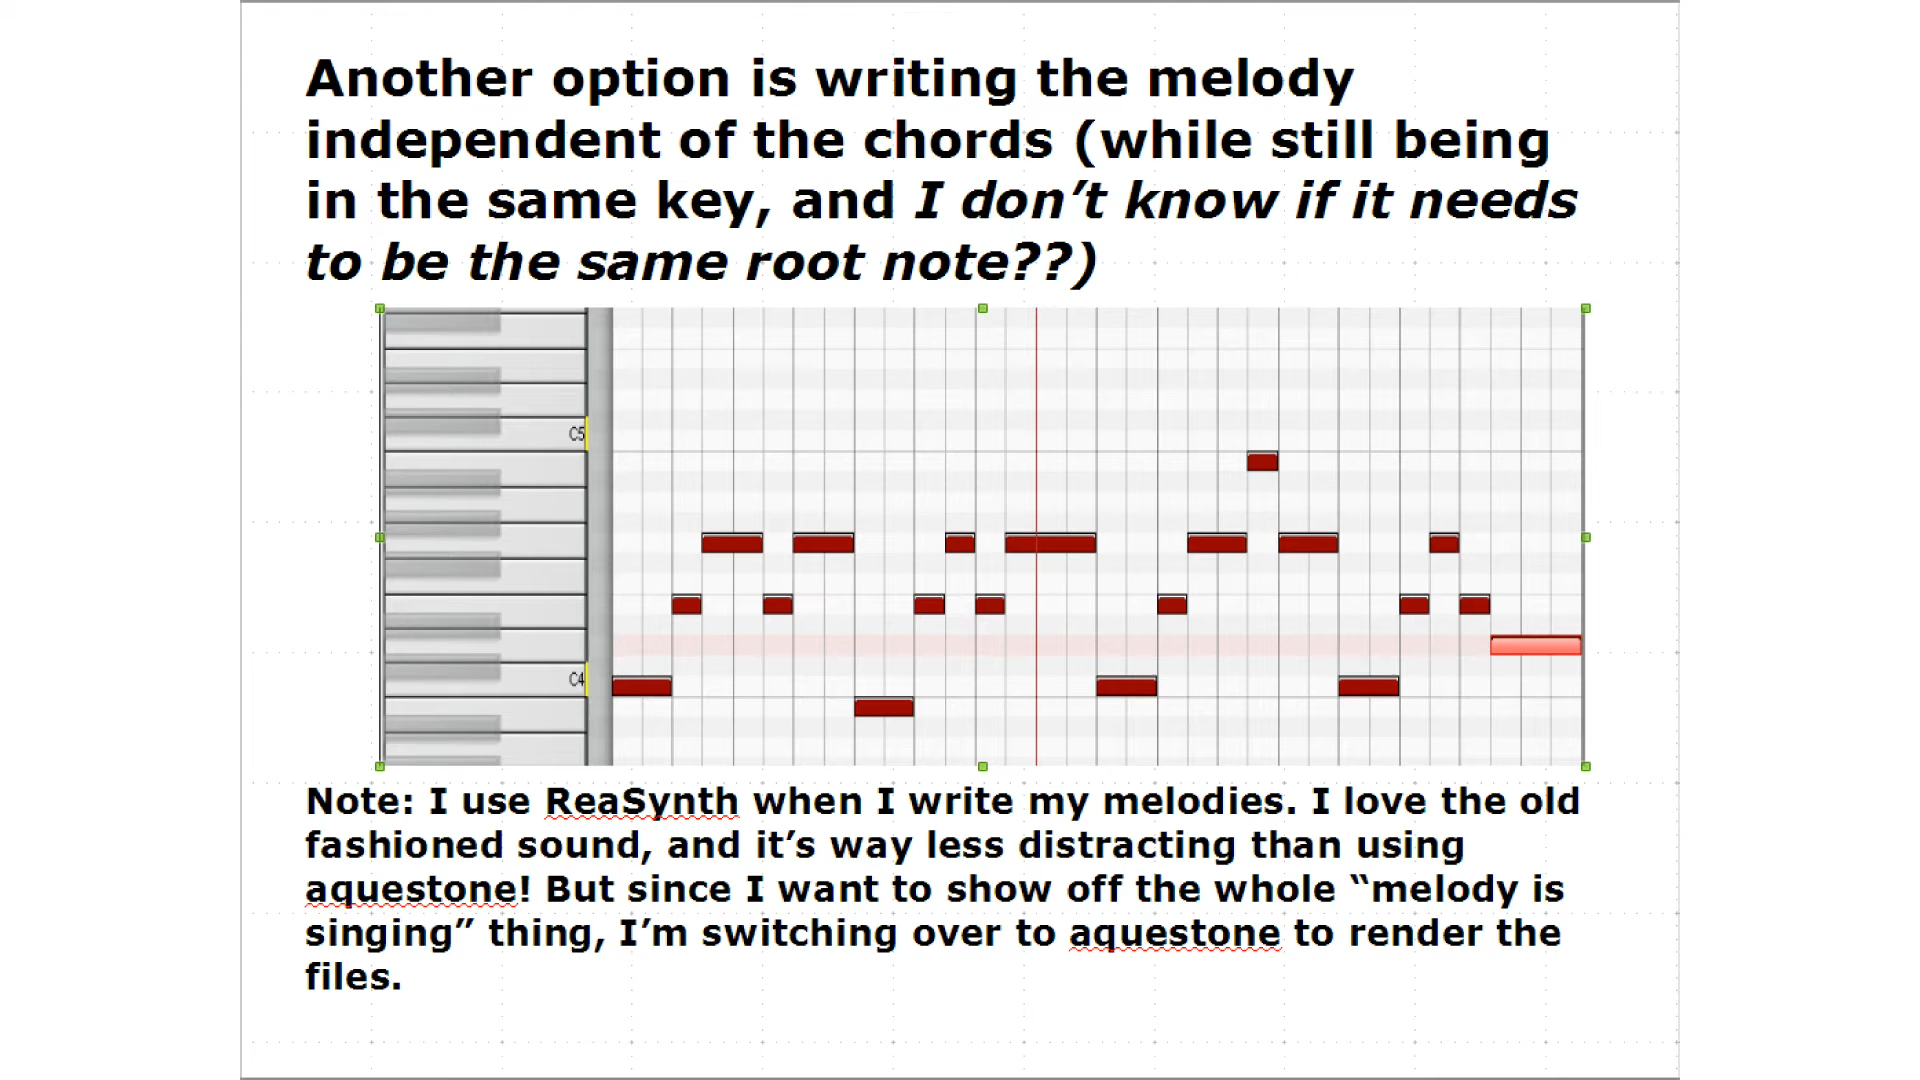 Another option is writing the melody
independent of the chords (while still being
in the same key, and I don’t know if it needs
to be the same root note??)
C5
C4
Note: I use ReaSynth when I write my melodies. I love the old
fashioned sound, and it’s way less distracting than using
aquestone! But since I want to show off the whole “melody is
singing” thing, I’m switching over to aquestone to render the
files.